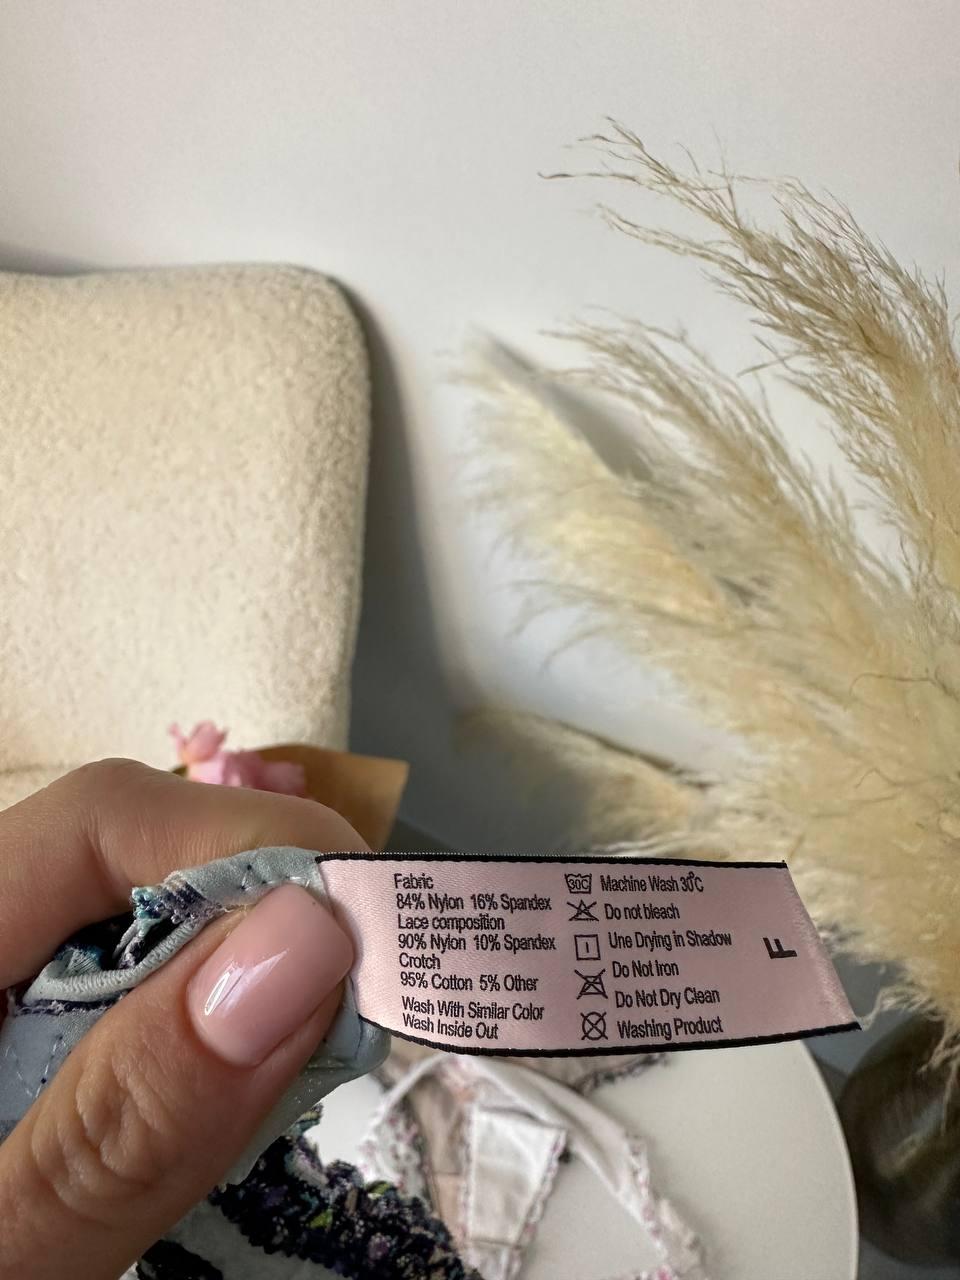 Fabric
84% Nylon 16% Spandex
Lace composition
90% Nylon 10% Spandex
Crotch
95% Cotton 5% Other
Wash With Similar Color
Wash Inside Out
30C Machine Wash 30°C
Do not bleach
Une Drying in Shadow
Do Not Iron
Do Not Dry Clean
Washing Product
F